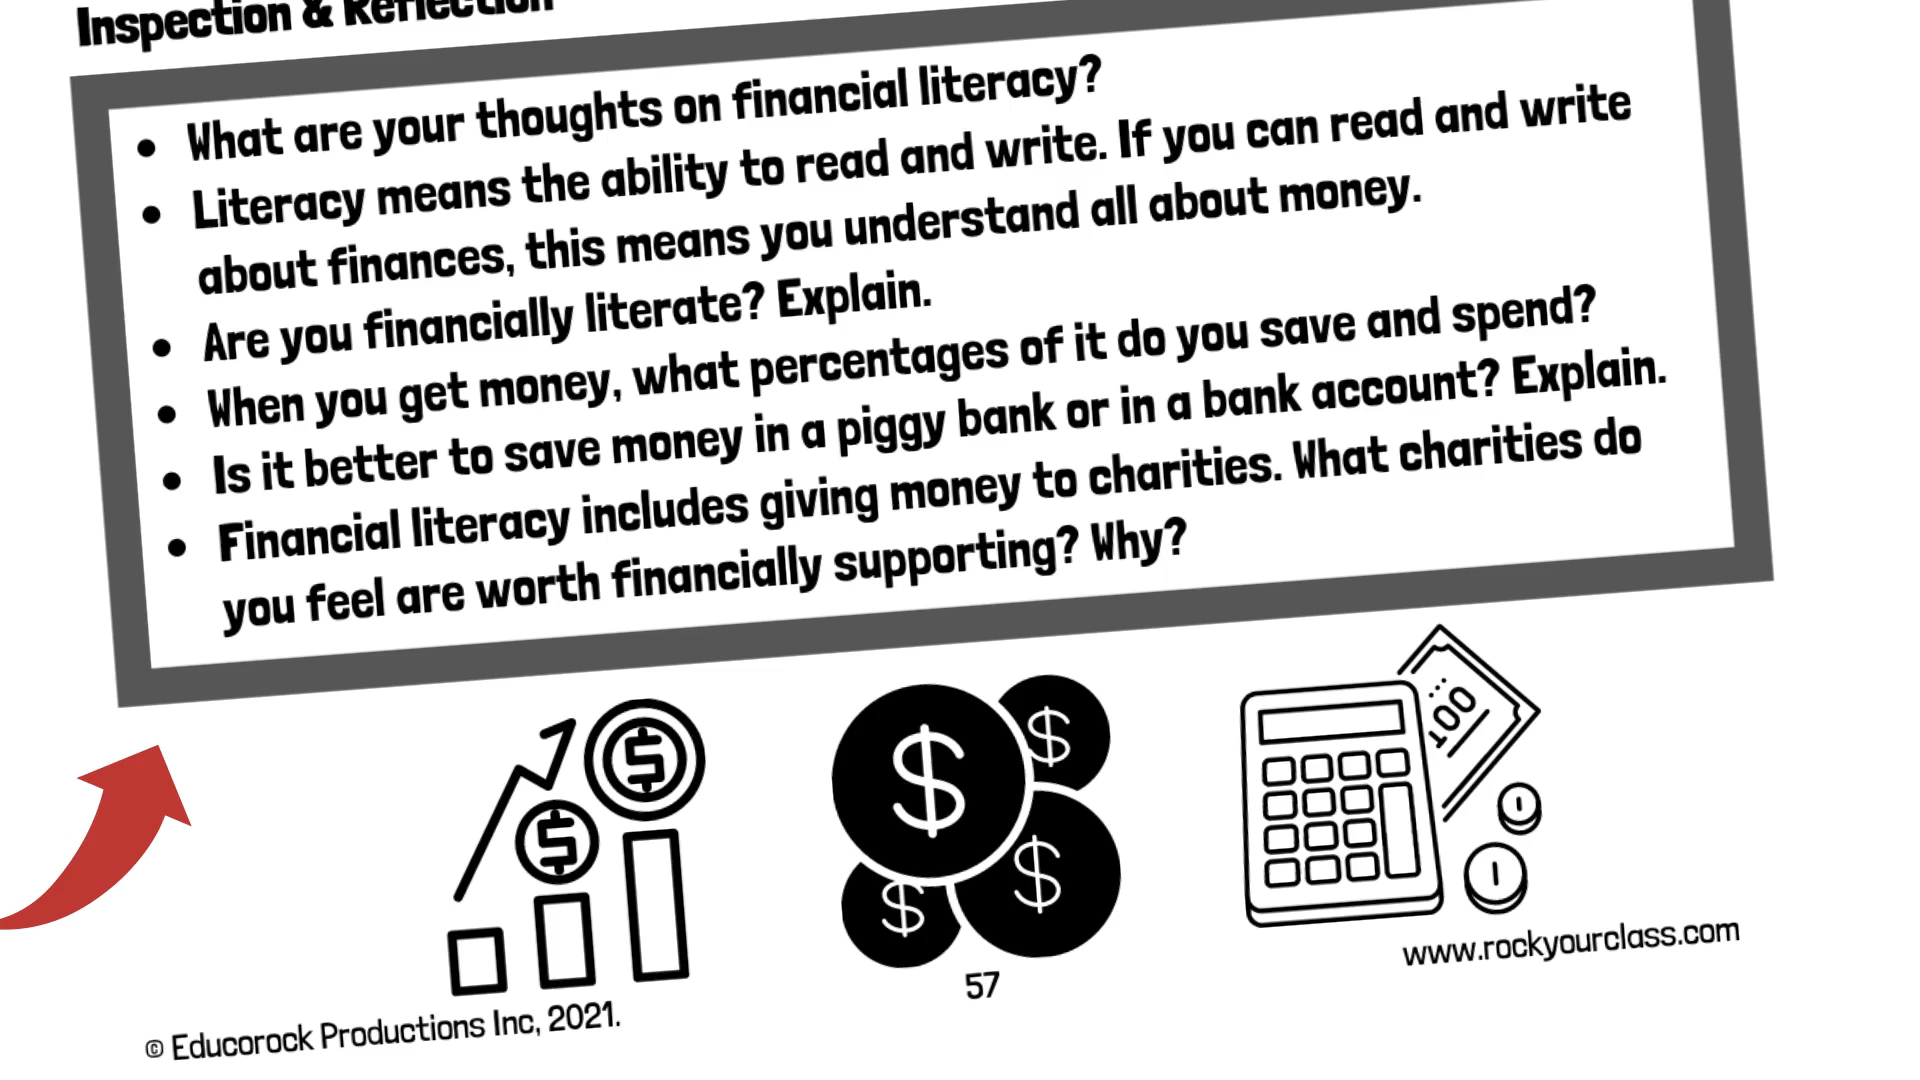 Inspection & Reflection
• What are your thoughts on financial literacy?
• Literacy means the ability to read and write. If you can read and write
about finances, this means you understand all about money.
• Are you financially literate? Explain.
• When you get money, what percentages of it do you save and spend?
• Is it better to save money in a piggy bank or in a bank account? Explain.
• Financial literacy includes giving money to charities. What charities do
you feel are worth financially supporting? Why?
$
$
$
$
$
$
100
www.rockyourclass.com
57
© Educorock Productions Inc, 2021.